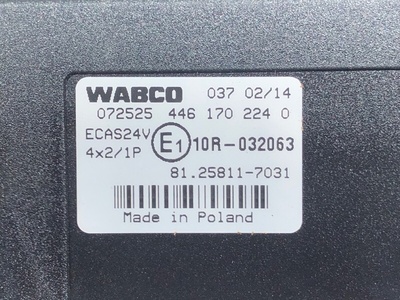 WABCO 037 02/14
072525 446 170 224 0
ECAS24V E1 10R-032063
4x2/1P
81.25811-7031
Made in Poland